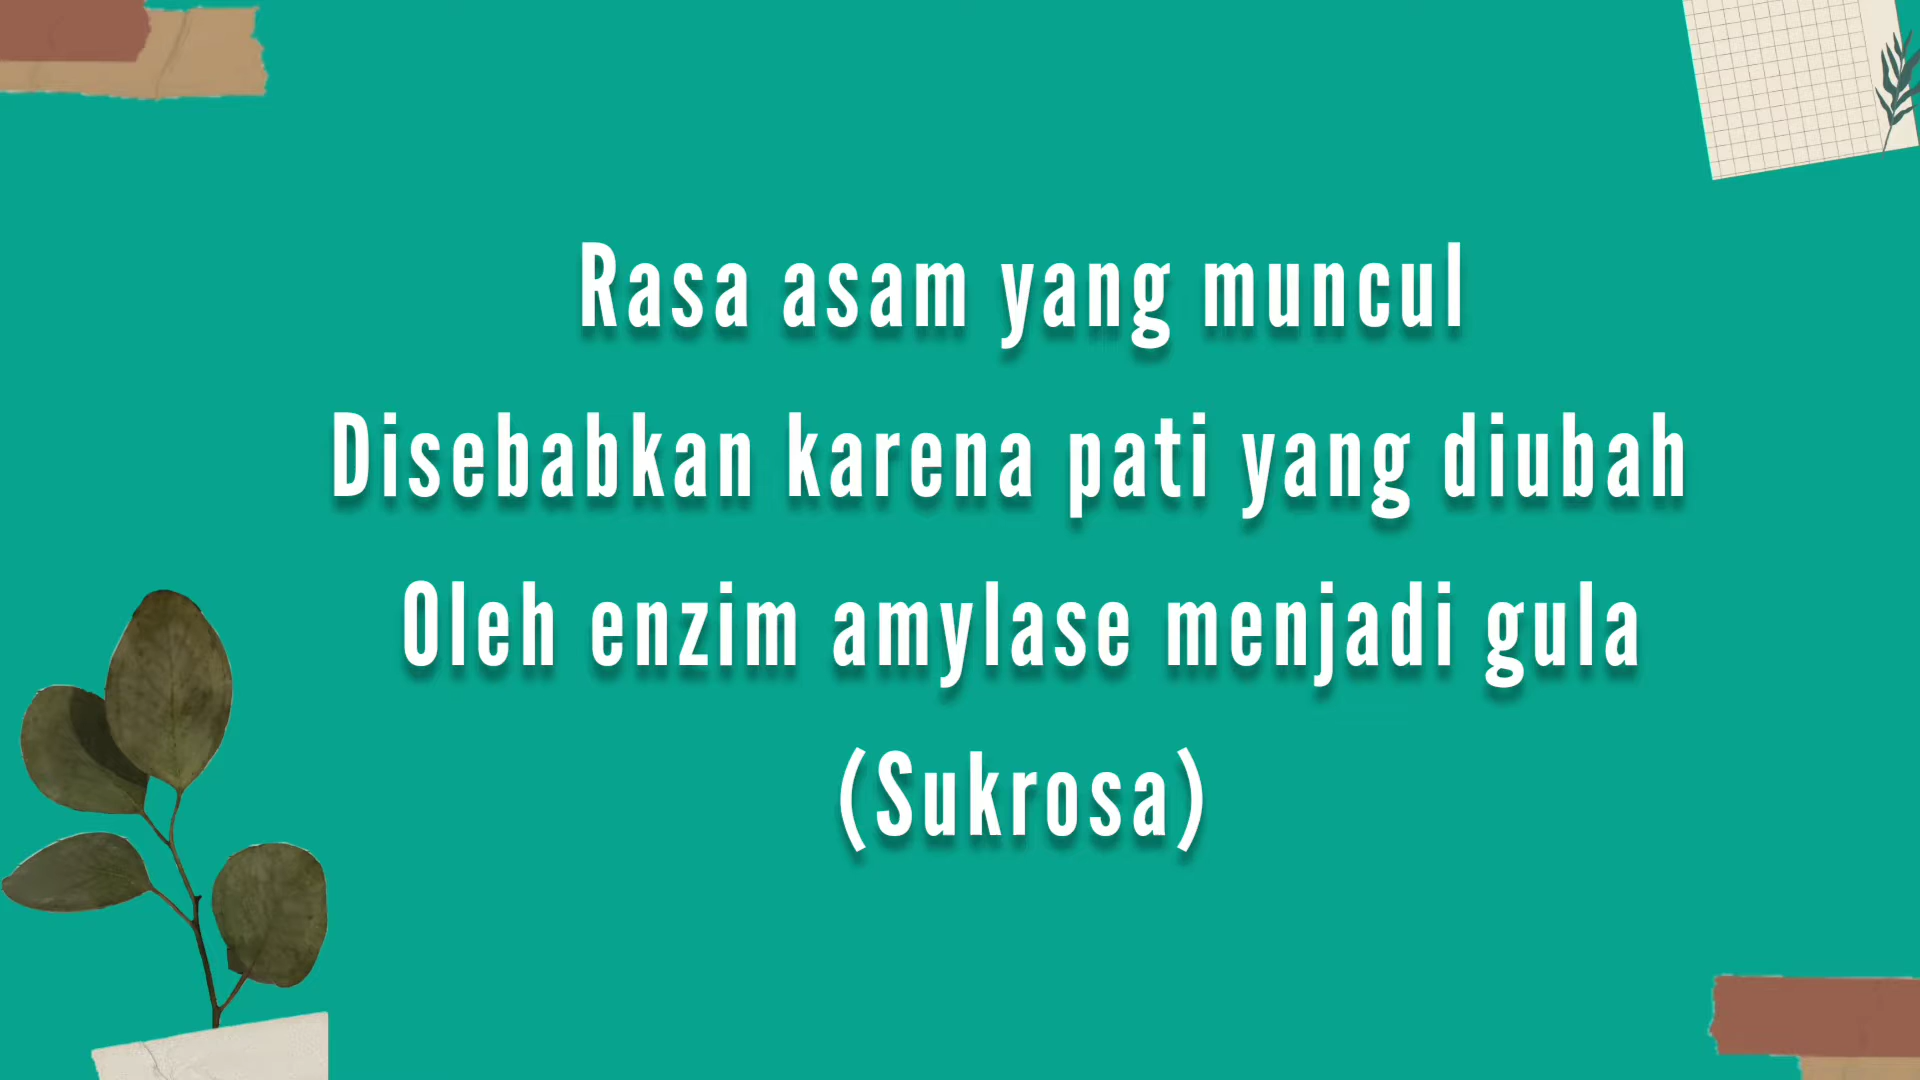 Rasa asam yang muncul
Disebabkan karena pati yang diubah
Oleh enzim amylase menjadi gula
(Sukrosa)